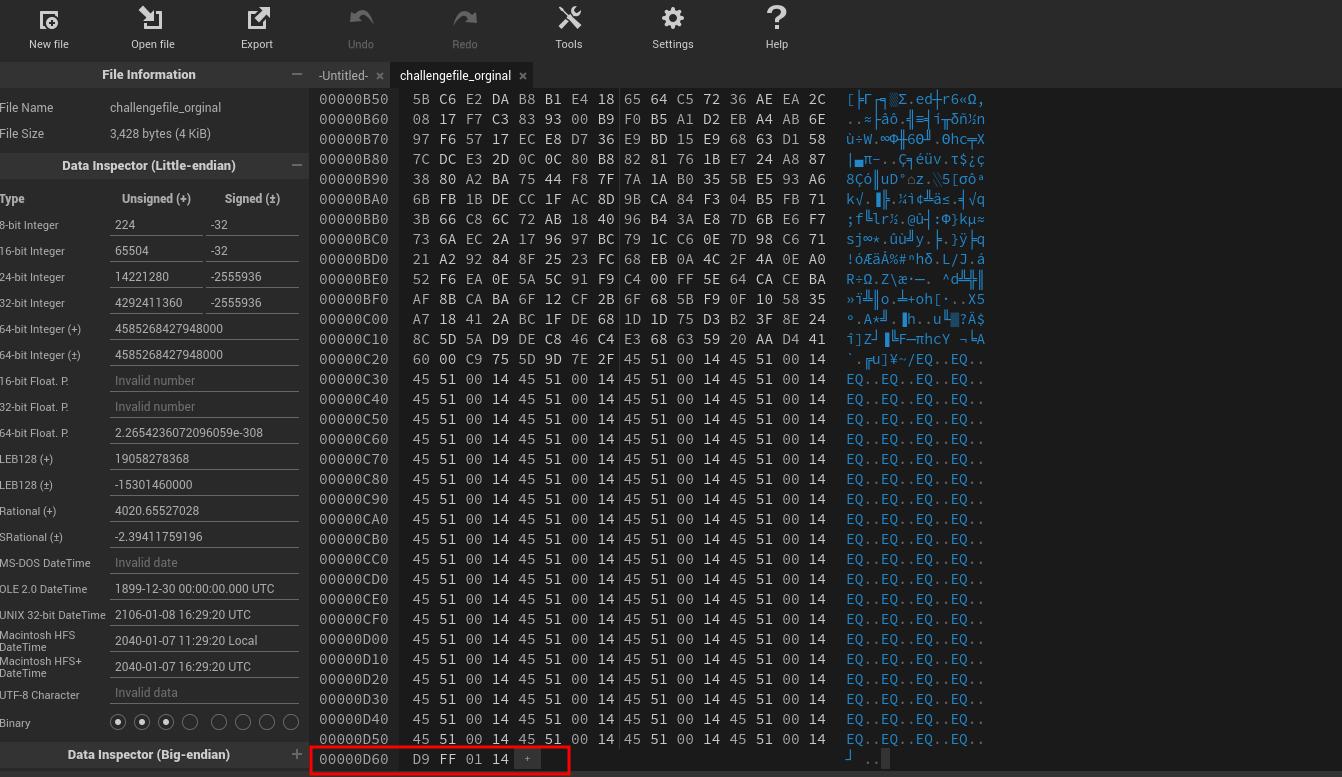 New file Open file Export Undo Redo Tools Settings Help
File Information
-Untitled- × challengefile_orginal ×
File Name challengefile_orginal
File Size 3,428 bytes (4 KiB)
Data Inspector (Little-endian)
Type Unsigned (+) Signed (±)
8-bit Integer 224 -32
16-bit Integer 65504 -32
24-bit Integer 14221280 -2555936
32-bit Integer 4292411360 -2555936
64-bit Integer (+) 4585268427948000
64-bit Integer (±) 4585268427948000
16-bit Float. P. Invalid number
32-bit Float. P. Invalid number
64-bit Float. P. 2.2654236072096059e-308
LEB128 (+) 19058278368
LEB128 (±) -15301460000
Rational (+) 4020.65527028
SRational (±) -2.39411759196
MS-DOS DateTime Invalid date
OLE 2.0 DateTime 1899-12-30 00:00:00.000 UTC
UNIX 32-bit DateTime 2106-01-08 16:29:20 UTC
Macintosh HFS DateTime 2040-01-07 11:29:20 Local
Macintosh HFS+ DateTime 2040-01-07 16:29:20 UTC
UTF-8 Character Invalid data
Binary
Data Inspector (Big-endian)
00000B50 5B C6 E2 DA B8 B1 E4 18 65 64 C5 72 36 AE EA 2C
00000B60 08 17 F7 C3 83 93 00 B9 F0 B5 A1 D2 EB A4 AB 6E
00000B70 97 F6 57 17 EC E8 D7 36 E9 BD 15 E9 68 63 D1 58
00000B80 7C DC E3 2D 0C 0C 80 B8 82 81 76 1B E7 24 A8 87
00000B90 38 80 A2 BA 75 44 F8 7F 7A 1A B0 35 5B E5 93 A6
00000BA0 6B FB 1B DE CC 1F AC 8D 9B CA 84 F3 04 B5 FB 71
00000BB0 3B 66 C8 6C 72 AB 18 40 96 B4 3A E8 7D 6B E6 F7
00000BC0 73 6A EC 2A 17 96 97 BC 79 1C C6 0E 7D 98 C6 71
00000BD0 21 A2 92 84 8F 25 23 FC 68 EB 0A 4C 2F 4A 0E A0
00000BE0 52 F6 EA 0E 5A 5C 91 F9 C4 00 FF 5E 64 CA CE BA
00000BF0 AF 8B CA BA 6F 12 CF 2B 6F 68 5B F9 0F 10 58 35
00000C00 A7 18 41 2A BC 1F DE 68 1D 1D 75 D3 B2 3F 8E 24
00000C10 8C 5D 5A D9 DE C8 46 C4 E3 68 63 59 20 AA D4 41
00000C20 60 00 C9 75 5D 9D 7E 2F 45 51 00 14 45 51 00 14
00000C30 45 51 00 14 45 51 00 14 45 51 00 14 45 51 00 14 EQ..EQ..EQ..EQ..
00000C40 45 51 00 14 45 51 00 14 45 51 00 14 45 51 00 14 EQ..EQ..EQ..EQ..
00000C50 45 51 00 14 45 51 00 14 45 51 00 14 45 51 00 14 EQ..EQ..EQ..EQ..
00000C60 45 51 00 14 45 51 00 14 45 51 00 14 45 51 00 14 EQ..EQ..EQ..EQ..
00000C70 45 51 00 14 45 51 00 14 45 51 00 14 45 51 00 14 EQ..EQ..EQ..EQ..
00000C80 45 51 00 14 45 51 00 14 45 51 00 14 45 51 00 14 EQ..EQ..EQ..EQ..
00000C90 45 51 00 14 45 51 00 14 45 51 00 14 45 51 00 14 EQ..EQ..EQ..EQ..
00000CA0 45 51 00 14 45 51 00 14 45 51 00 14 45 51 00 14 EQ..EQ..EQ..EQ..
00000CB0 45 51 00 14 45 51 00 14 45 51 00 14 45 51 00 14 EQ..EQ..EQ..EQ..
00000CC0 45 51 00 14 45 51 00 14 45 51 00 14 45 51 00 14 EQ..EQ..EQ..EQ..
00000CD0 45 51 00 14 45 51 00 14 45 51 00 14 45 51 00 14 EQ..EQ..EQ..EQ..
00000CE0 45 51 00 14 45 51 00 14 45 51 00 14 45 51 00 14 EQ..EQ..EQ..EQ..
00000CF0 45 51 00 14 45 51 00 14 45 51 00 14 45 51 00 14 EQ..EQ..EQ..EQ..
00000D00 45 51 00 14 45 51 00 14 45 51 00 14 45 51 00 14 EQ..EQ..EQ..EQ..
00000D10 45 51 00 14 45 51 00 14 45 51 00 14 45 51 00 14 EQ..EQ..EQ..EQ..
00000D20 45 51 00 14 45 51 00 14 45 51 00 14 45 51 00 14 EQ..EQ..EQ..EQ..
00000D30 45 51 00 14 45 51 00 14 45 51 00 14 45 51 00 14 EQ..EQ..EQ..EQ..
00000D40 45 51 00 14 45 51 00 14 45 51 00 14 45 51 00 14 EQ..EQ..EQ..EQ..
00000D50 45 51 00 14 45 51 00 14 45 51 00 14 45 51 00 14 EQ..EQ..EQ..EQ..
00000D60 D9 FF 01 14 + ┘ ..